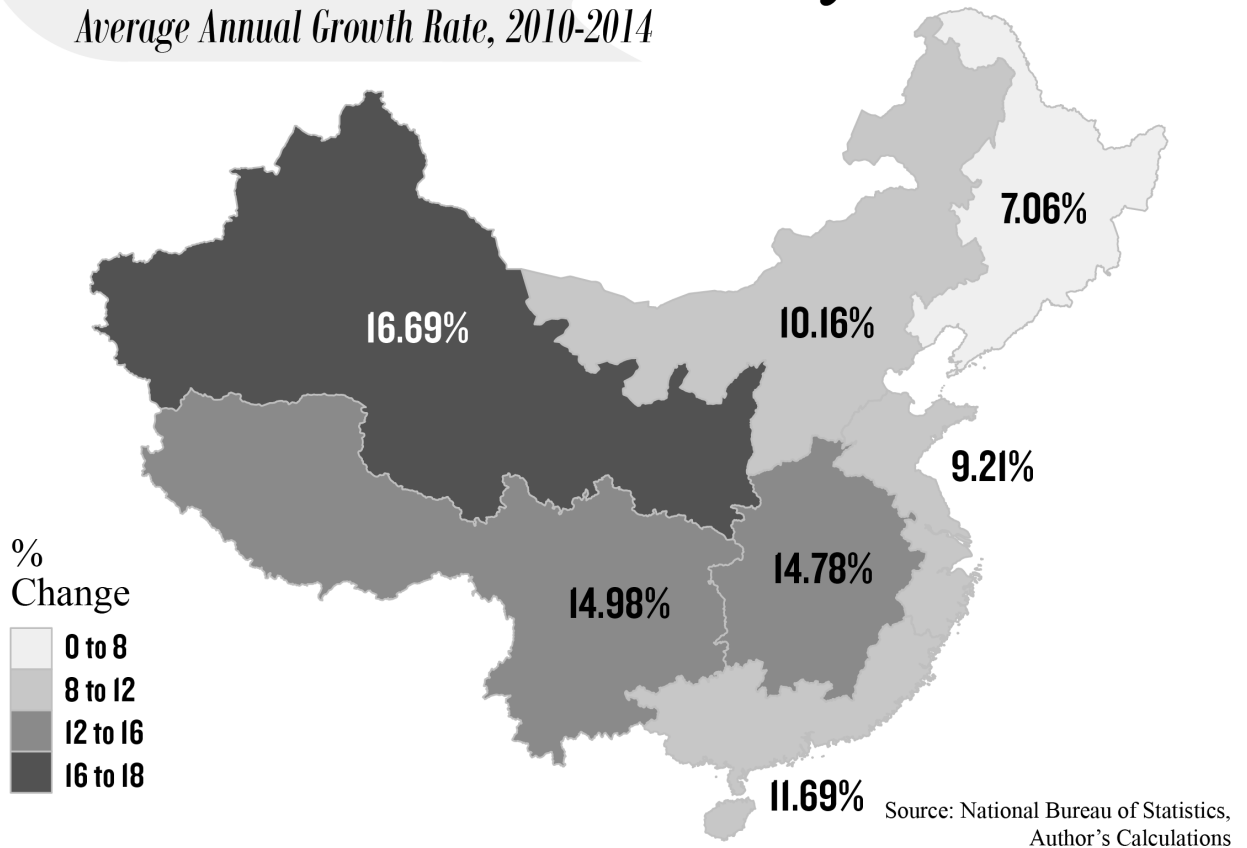 Average Annual Growth Rate, 2010-2014
7.06%
16.69%
10.16%
9.21%
14.78%
14.98%
%
Change
0 to 8
8 to 12
12 to 16
16 to 18
11.69%
Source: National Bureau of Statistics,
Author's Calculations